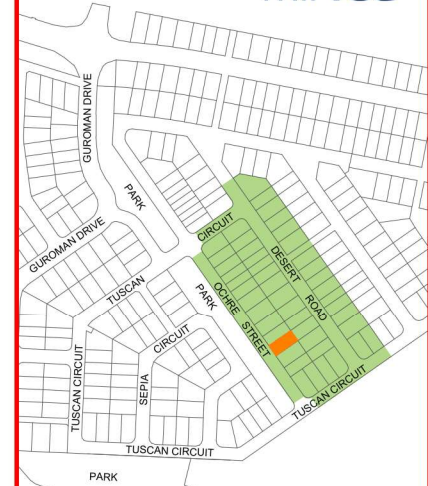 GUROMAN DRIVE
PARK
GUROMAN DRIVE
CIRCUIT
DESERT
ROAD
TUSCAN
PARK
OCHRE
STREET
CIRCUIT
SEPIA
TUSCAN CIRCUIT
TUSCAN CIRCUIT
TUSCAN CIRCUIT
PARK